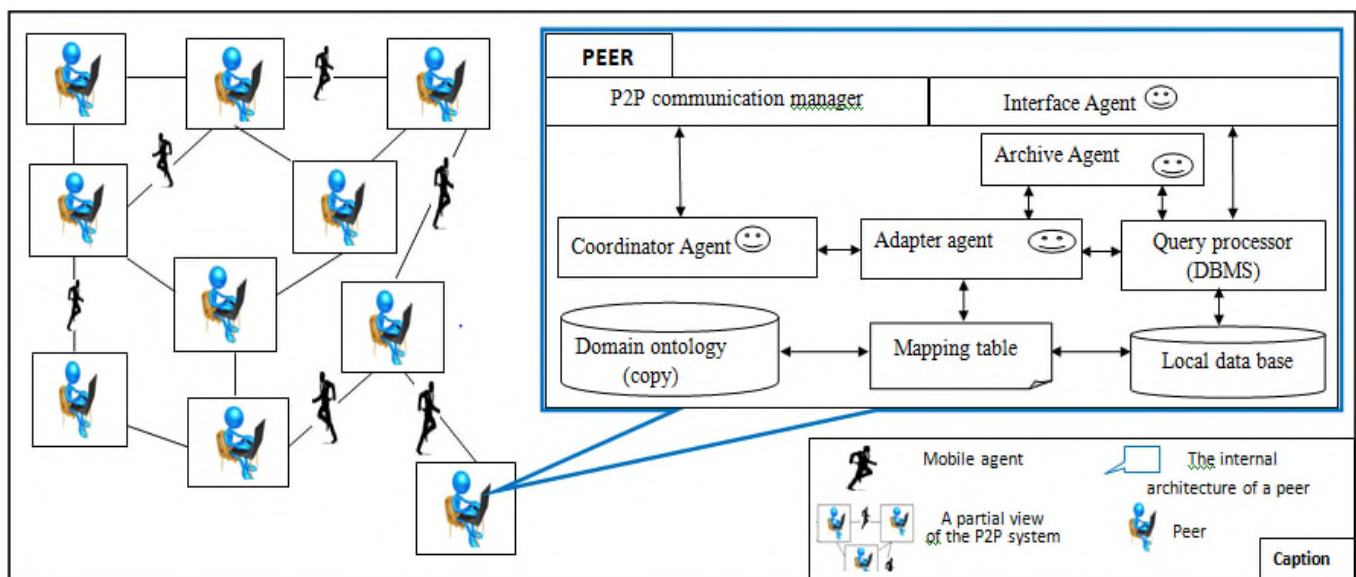 PEER
P2P communication manager
Interface Agent
Archive Agent
Coordinator Agent
Adapter agent
Query processor
(DBMS)
Domain ontology
(copy)
Mapping table
Local data base
Mobile agent
The internal
architecture of a peer
A partial view
of the P2P system
Peer
Caption